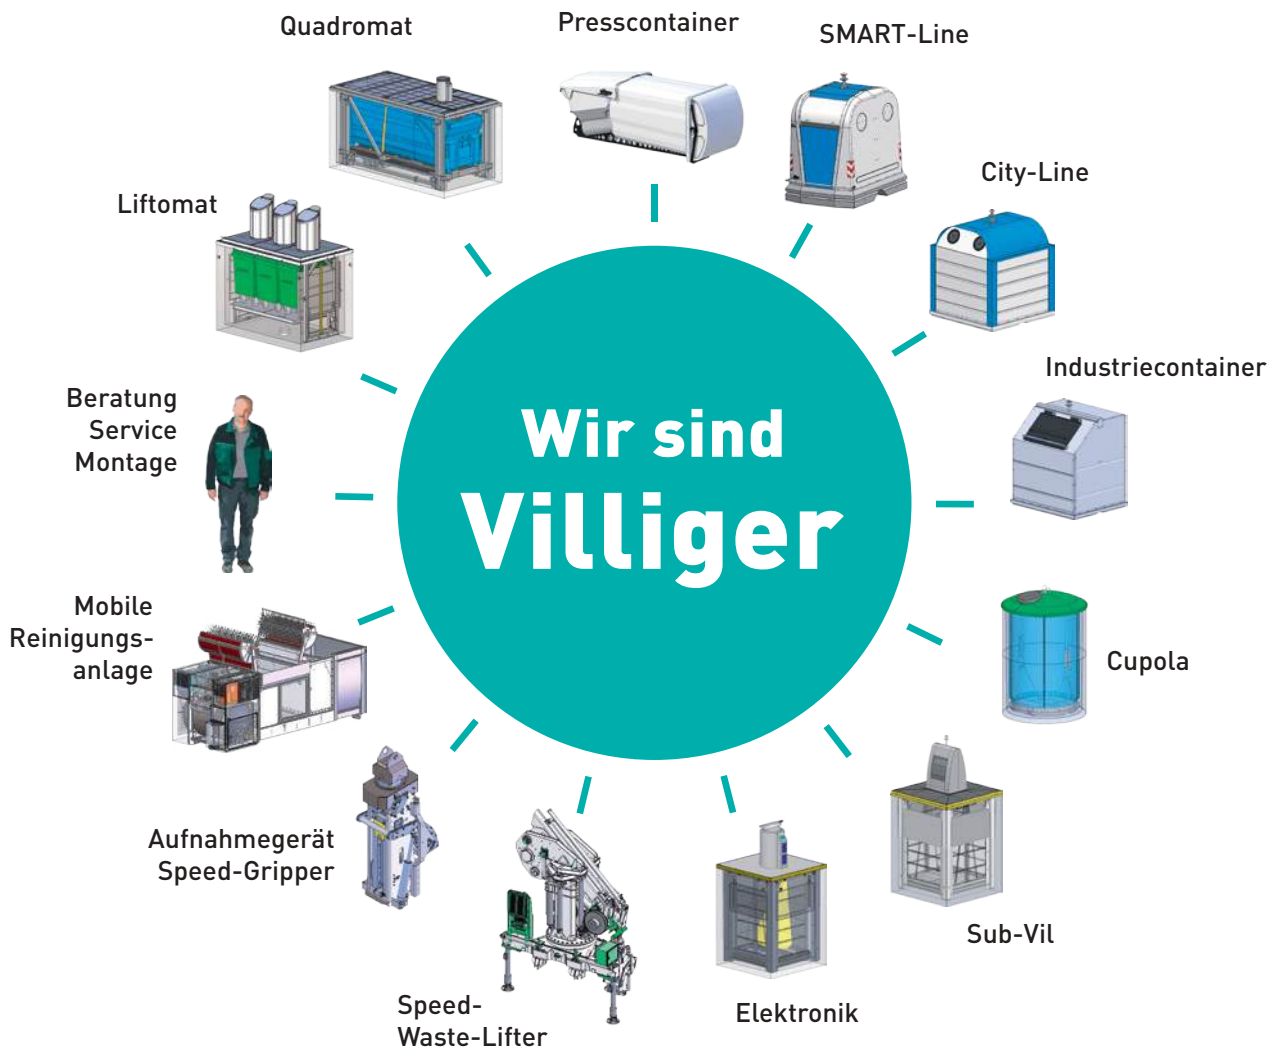 Quadromat
Presscontainer
SMART-Line
City-Line
Liftomat
Industriecontainer
Beratung
Service
Montage
Wir sind
Villiger
Mobile
Reinigungs-
anlage
Cupola
Aufnahmegerät
Speed-Gripper
Sub-Vil
Speed-
Waste-Lifter
Elektronik